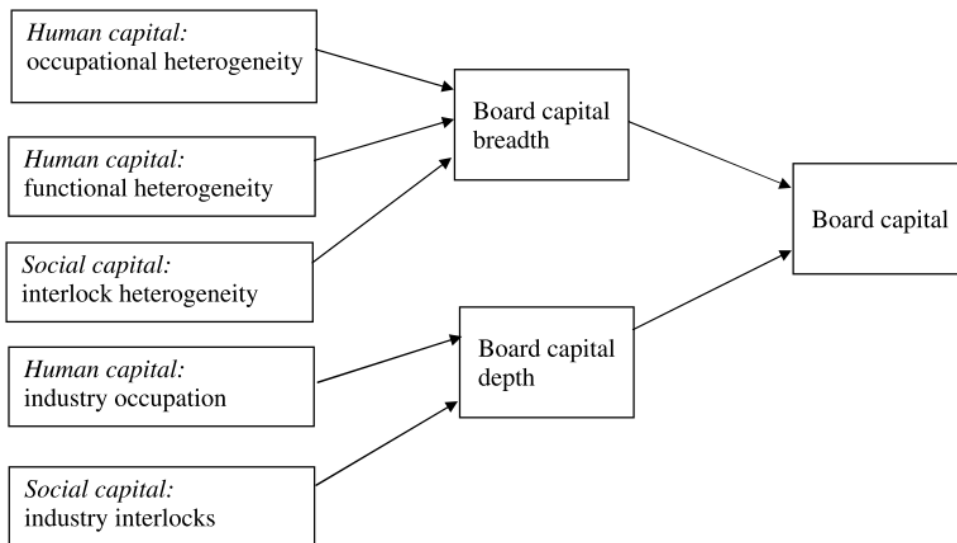 Human capital:
occupational heterogeneity
Human capital:
functional heterogeneity
Social capital:
interlock heterogeneity
Human capital:
industry occupation
Social capital:
industry interlocks
Board capital
breadth
Board capital
depth
Board capital